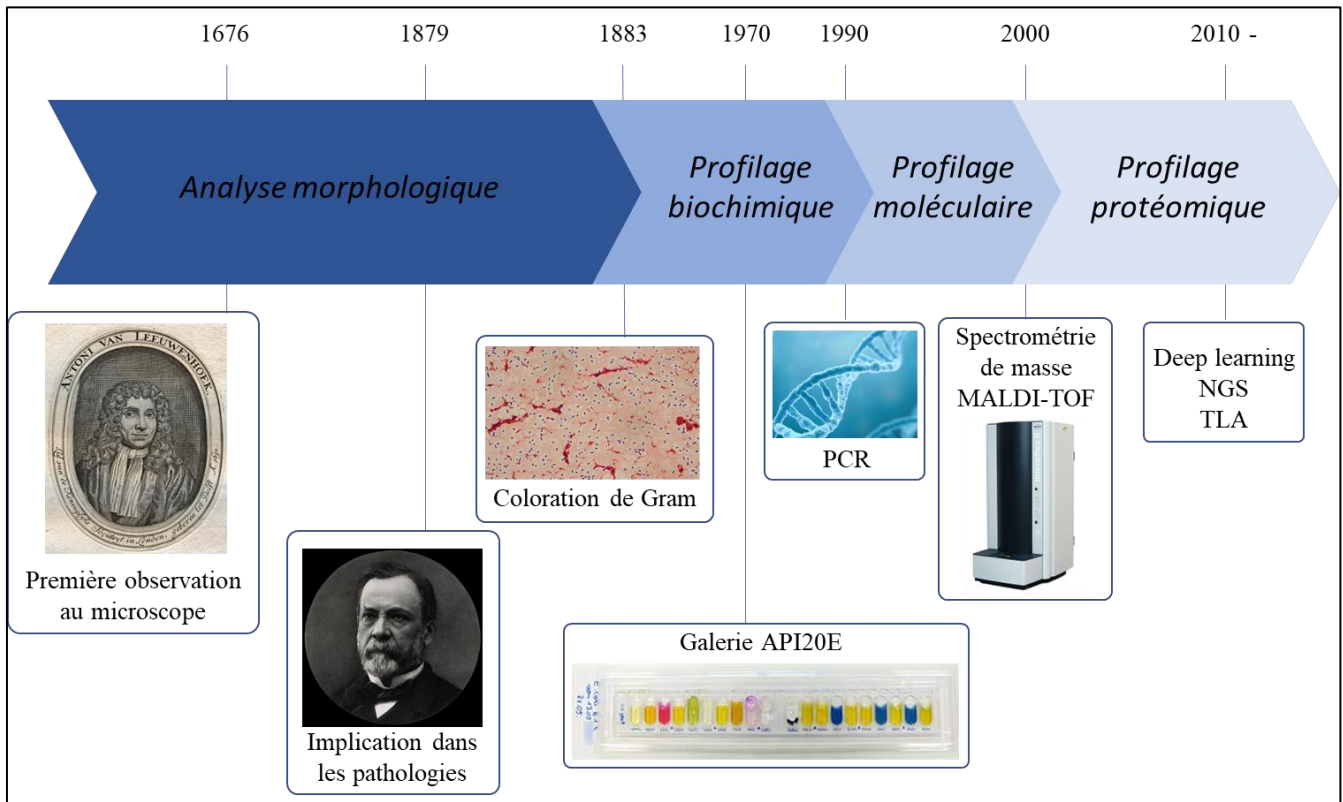 1676
1879
1883
1970
1990
2000
2010 -
Analyse morphologique
Profilage
biochimique
Profilage
moléculaire
Profilage
protéomique
ANTONI VAN LEEUWENHOEK.
Première observation
au microscope
Implication dans
les pathologies
Coloration de Gram
Galerie API20E
PCR
Spectrométrie
de masse
MALDI-TOF
Deep learning
NGS
TLA